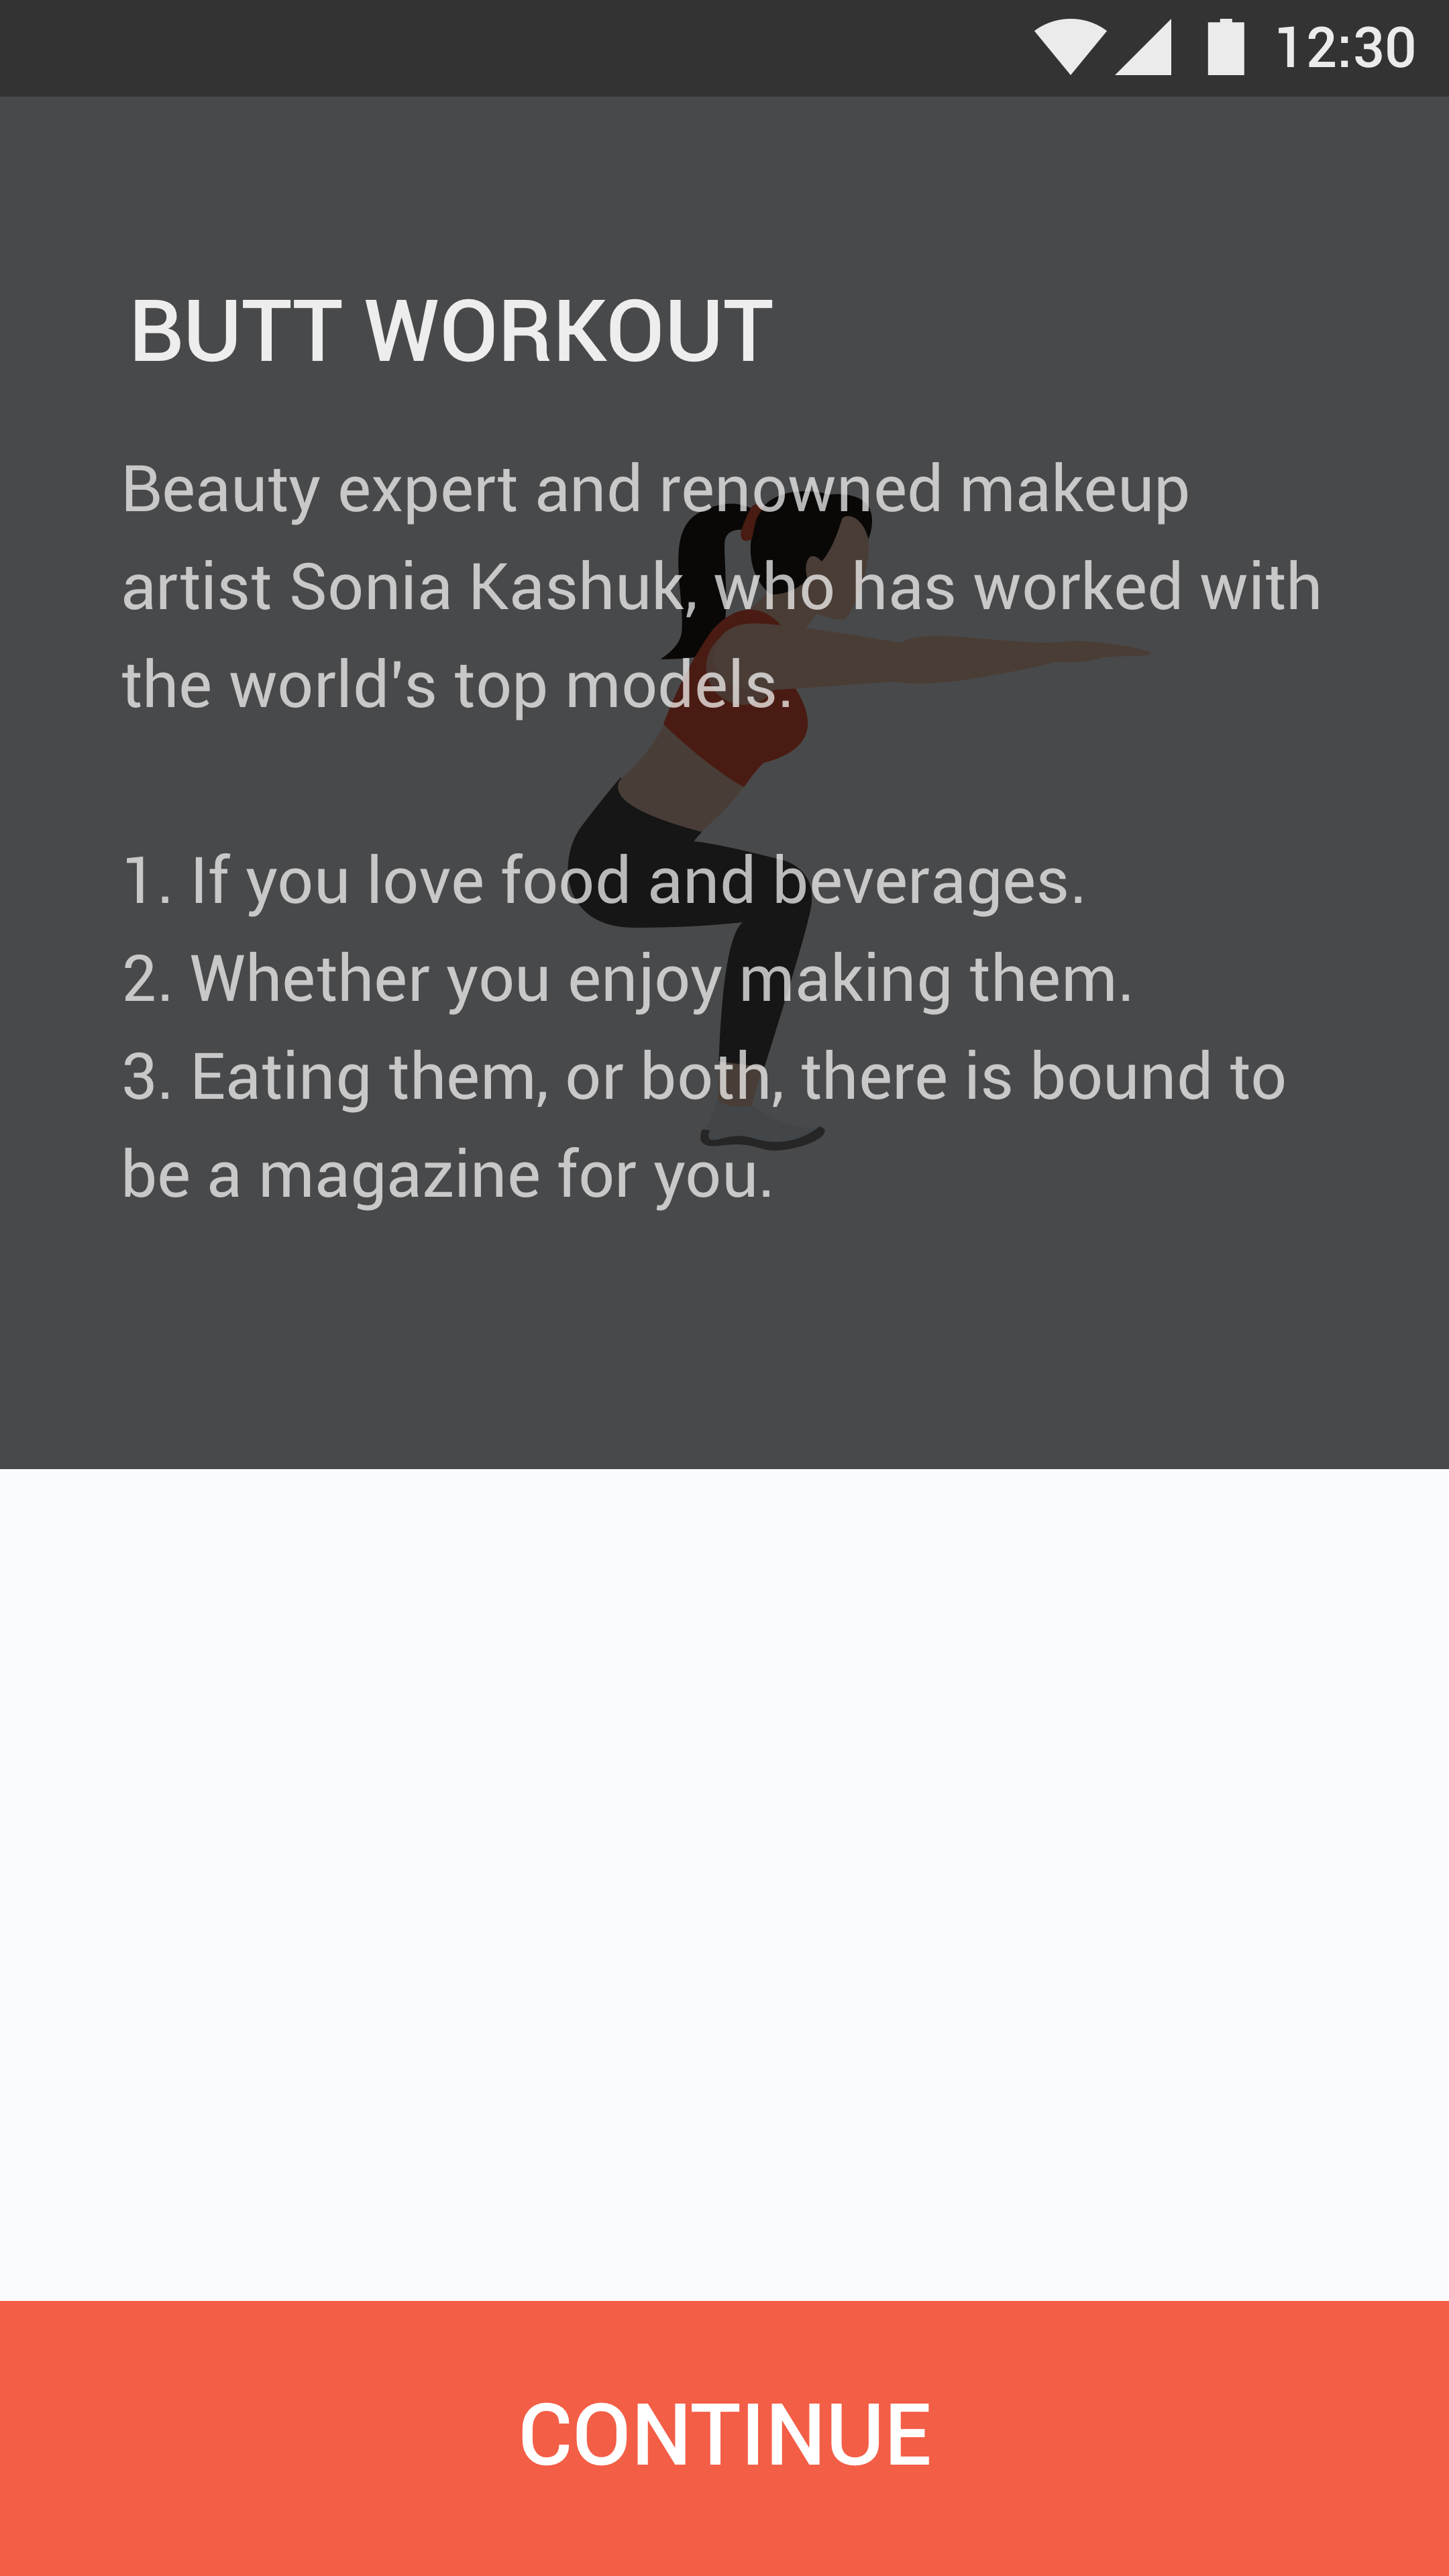 12:30
BUTT WORKOUT
Beauty expert and renowned makeup
artist Sonia Kashuk, who has worked with
the world's top models.
1. If you love food and beverages.
2. Whether you enjoy making them.
3. Eating them, or both, there is bound to
be a magazine for you.
CONTINUE